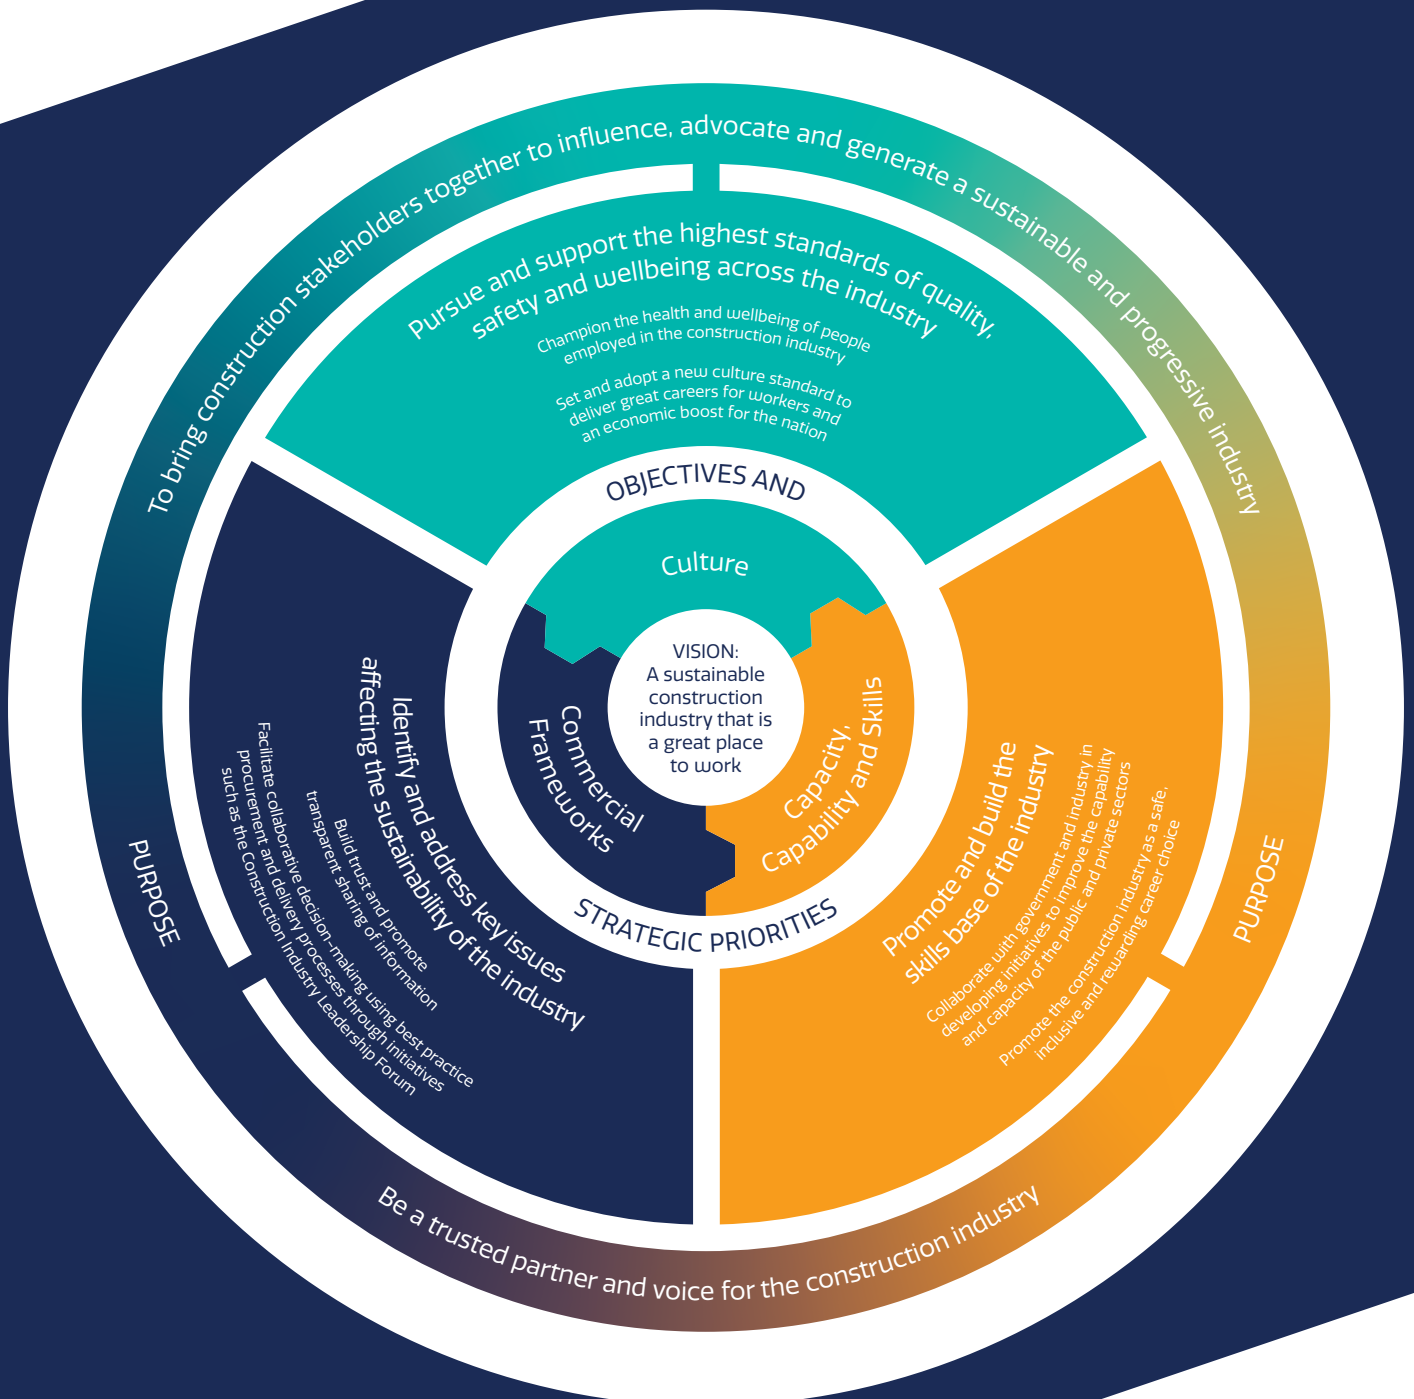 To bring construction stakeholders together to influence, advocate and generate a sustainable and progressive industry
Pursue and support the highest standards of quality,
safety and wellbeing across the industry
Champion the health and wellbeing of people
employed in the construction industry
Set and adopt a new culture standard to
deliver great careers for workers and
an economic boost for the nation
OBJECTIVES AND
Culture
VISION:
A sustainable
construction
industry that is
a great place
to work
Capacity,
Capability and Skills
Commercial
Frameworks
STRATEGIC PRIORITIES
Promote and build the
skills base of the industry
Collaborate with government and industry in
developing initiatives to improve the capability
and capacity of the public and private sectors
Promote the construction industry as a safe,
inclusive and rewarding career choice
Identify and address key issues
affecting the sustainability of the industry
Build trust and promote
transparent sharing of information
Facilitate collaborative decision-making using best practice
procurement and delivery processes through initiatives
such as the Construction Industry Leadership Forum
PURPOSE
PURPOSE
Be a trusted partner and voice for the construction industry